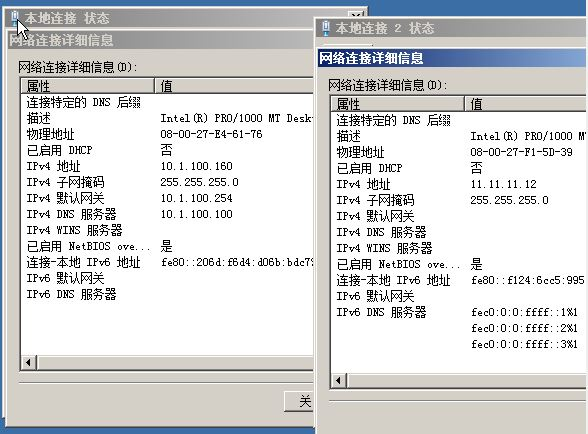 本地连接 状态
网络连接详细信息
网络连接详细信息(D):
属性 值
连接特定的 DNS 后缀
描述 Intel(R) PRO/1000 MT Desk
物理地址 08-00-27-E4-61-76
已启用 DHCP 否
IPv4 地址 10.1.100.160
IPv4 子网掩码 255.255.255.0
IPv4 默认网关 10.1.100.254
IPv4 DNS 服务器 10.1.100.100
IPv4 WINS 服务器
已启用 NetBIOS ove... 是
连接-本地 IPv6 地址 fe80::206d:f6d4:d06b:bdc7
IPv6 默认网关
IPv6 DNS 服务器
关
本地连接 2 状态
网络连接详细信息
网络连接详细信息(D):
属性 值
连接特定的 DNS 后缀
描述 Intel(R) PRO/1000 M
物理地址 08-00-27-F1-5D-39
已启用 DHCP 否
IPv4 地址 11.11.11.12
IPv4 子网掩码 255.255.255.0
IPv4 默认网关
IPv4 DNS 服务器
IPv4 WINS 服务器
已启用 NetBIOS ove... 是
连接-本地 IPv6 地址 fe80::f124:6cc5:995
IPv6 默认网关
IPv6 DNS 服务器 fec0:0:0:ffff::1%1
fec0:0:0:ffff::2%1
fec0:0:0:ffff::3%1